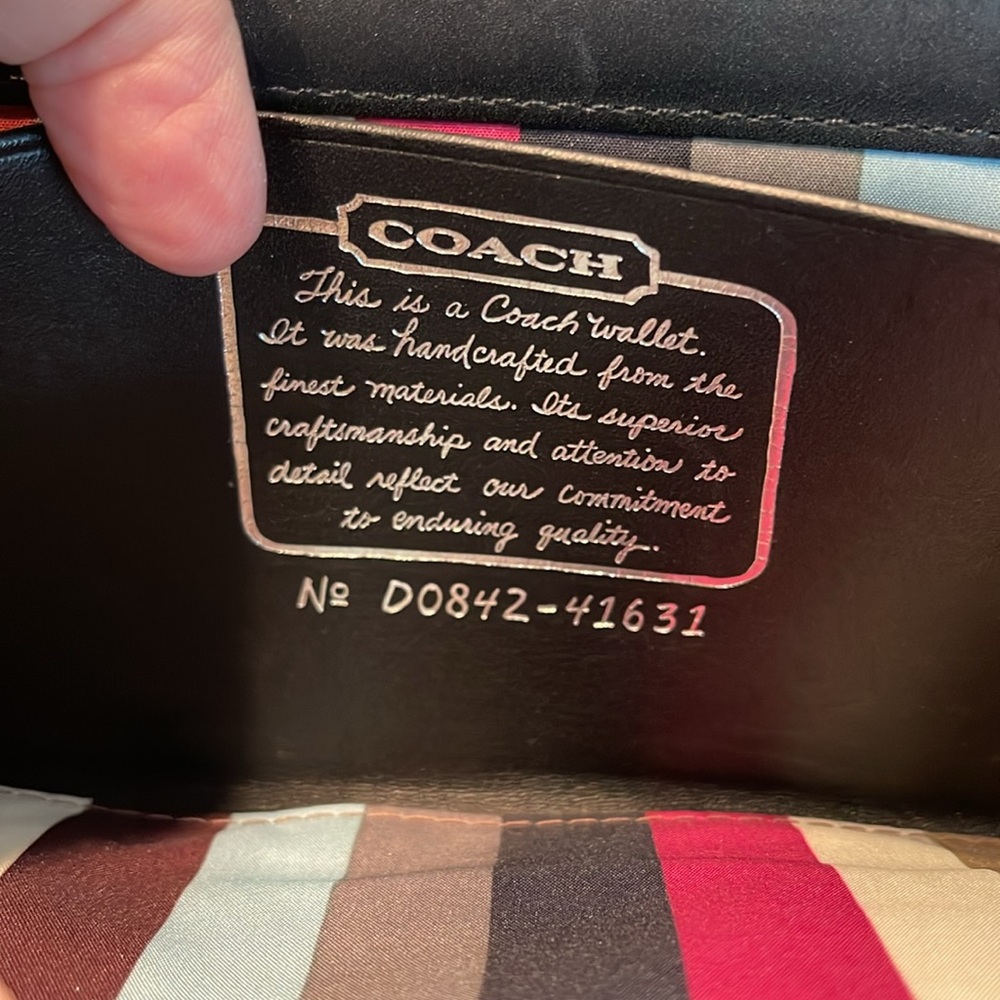 COACH
This is a Coach wallet.
It was handcrafted from the
finest materials. Its superior
craftsmanship and attention to
detail reflect our commitment
to enduring quality.
Nº D0842-41631